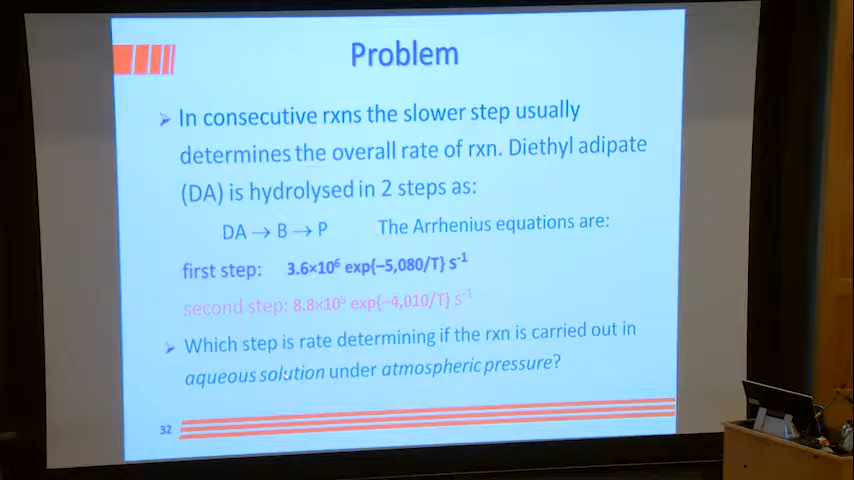 Problem
➢ In consecutive rxns the slower step usually
determines the overall rate of rxn. Diethyl adipate
(DA) is hydrolysed in 2 steps as:
DA → B → P The Arrhenius equations are:
first step: 3.6×10⁶ exp{–5,080/T} s⁻¹
second step: 8.8×10⁵ exp{–4,010/T} s⁻¹
➢ Which step is rate determining if the rxn is carried out in
aqueous solution under atmospheric pressure?
32